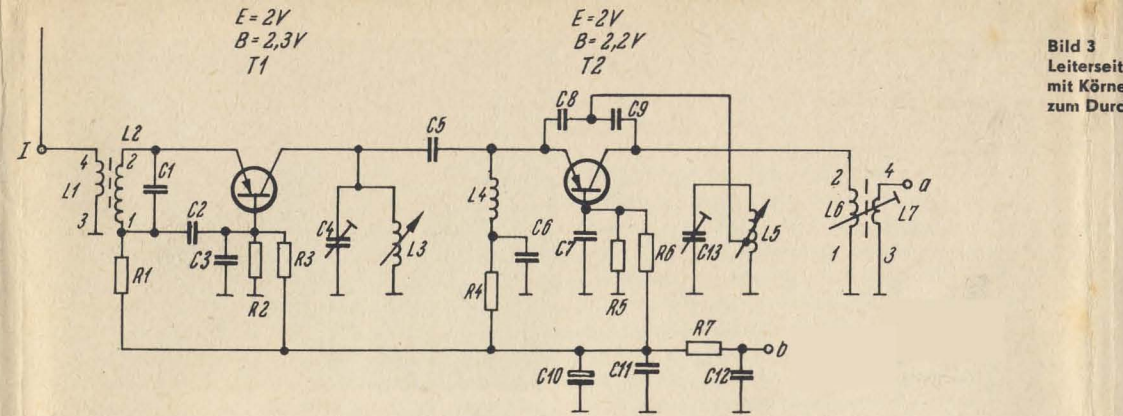 E = 2V
B = 2,3V
T1
E = 2V
B = 2,2V
T2
Bild 3
Leiterseit
mit Körne
zum Durc
C8
C9
C5
I
4
L2
2
C1
L1
3
1
C2
C3
R1
R2
R3
C4
L3
L4
C6
R4
C7
R5
R6
C13
L5
2
L6
1
4
a
L7
3
R7
b
C10
C11
C12